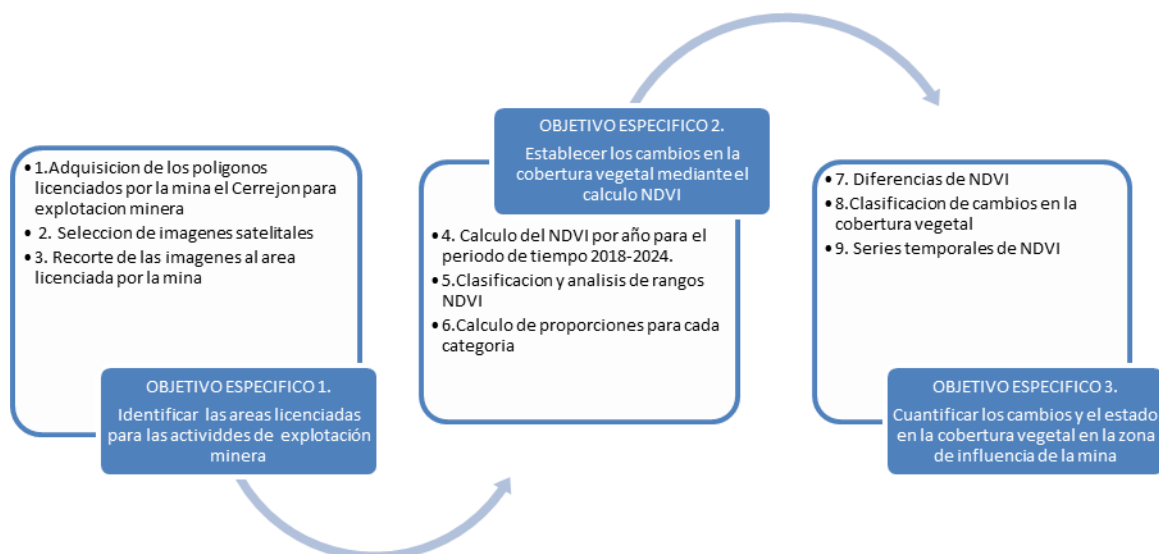 • 1.Adquisicion de los poligonos
licenciados por la mina el Cerrejon para
explotacion minera
• 2. Seleccion de imagenes satelitales
• 3. Recorte de las imagenes al area
licenciada por la mina
OBJETIVO ESPECIFICO 1.
Identificar las areas licenciadas
para las actividdes de explotación
minera
OBJETIVO ESPECIFICO 2.
Establecer los cambios en la
cobertura vegetal mediante el
calculo NDVI
• 4. Calculo del NDVI por año para el
periodo de tiempo 2018-2024.
• 5.Clasificacion y analisis de rangos
NDVI
• 6.Calculo de proporciones para cada
categoria
• 7. Diferencias de NDVI
• 8.Clasificacion de cambios en la
cobertura vegetal
• 9. Series temporales de NDVI
OBJETIVO ESPECIFICO 3.
Cuantificar los cambios y el estado
en la cobertura vegetal en la zona
de influencia de la mina